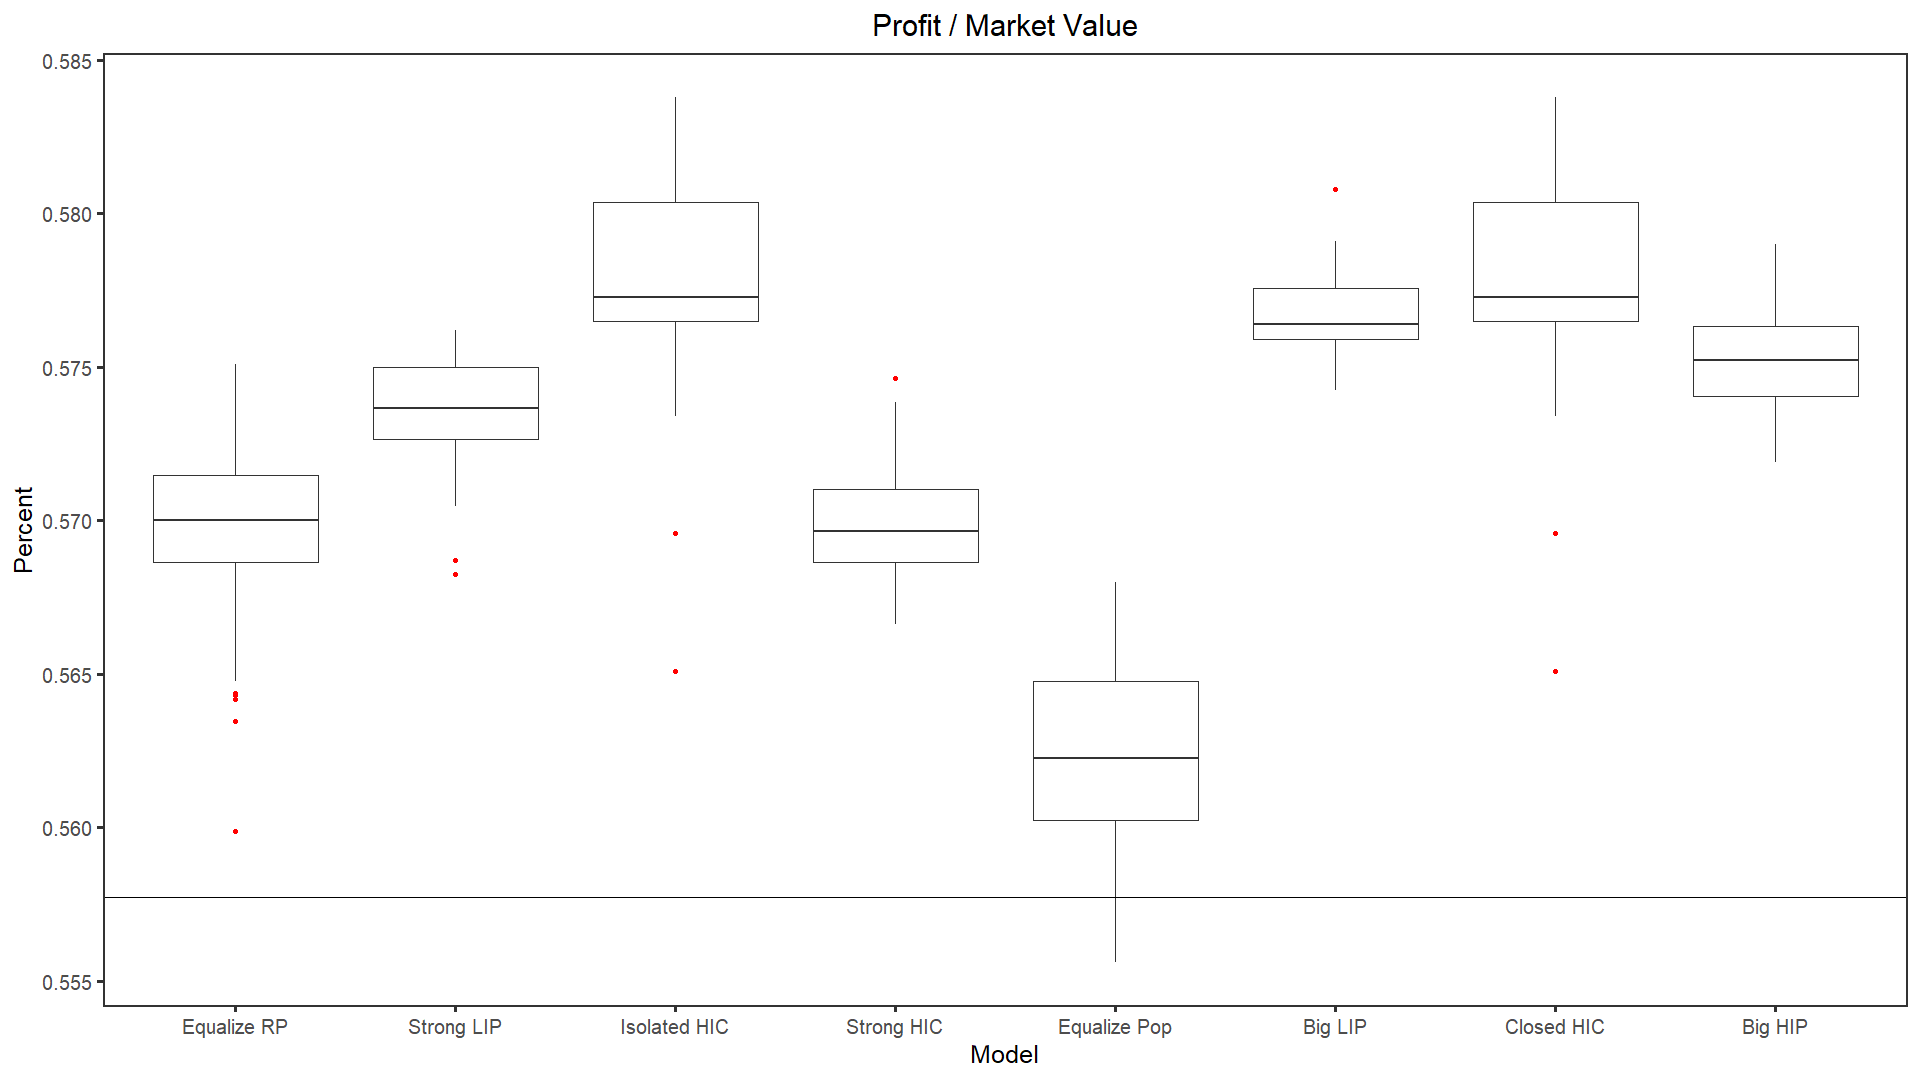 Profit / Market Value
Percent
0.585
0.580
0.575
0.570
0.565
0.560
0.555
Equalize RP
Strong LIP
Isolated HIC
Strong HIC
Equalize Pop
Big LIP
Closed HIC
Big HIP
Model